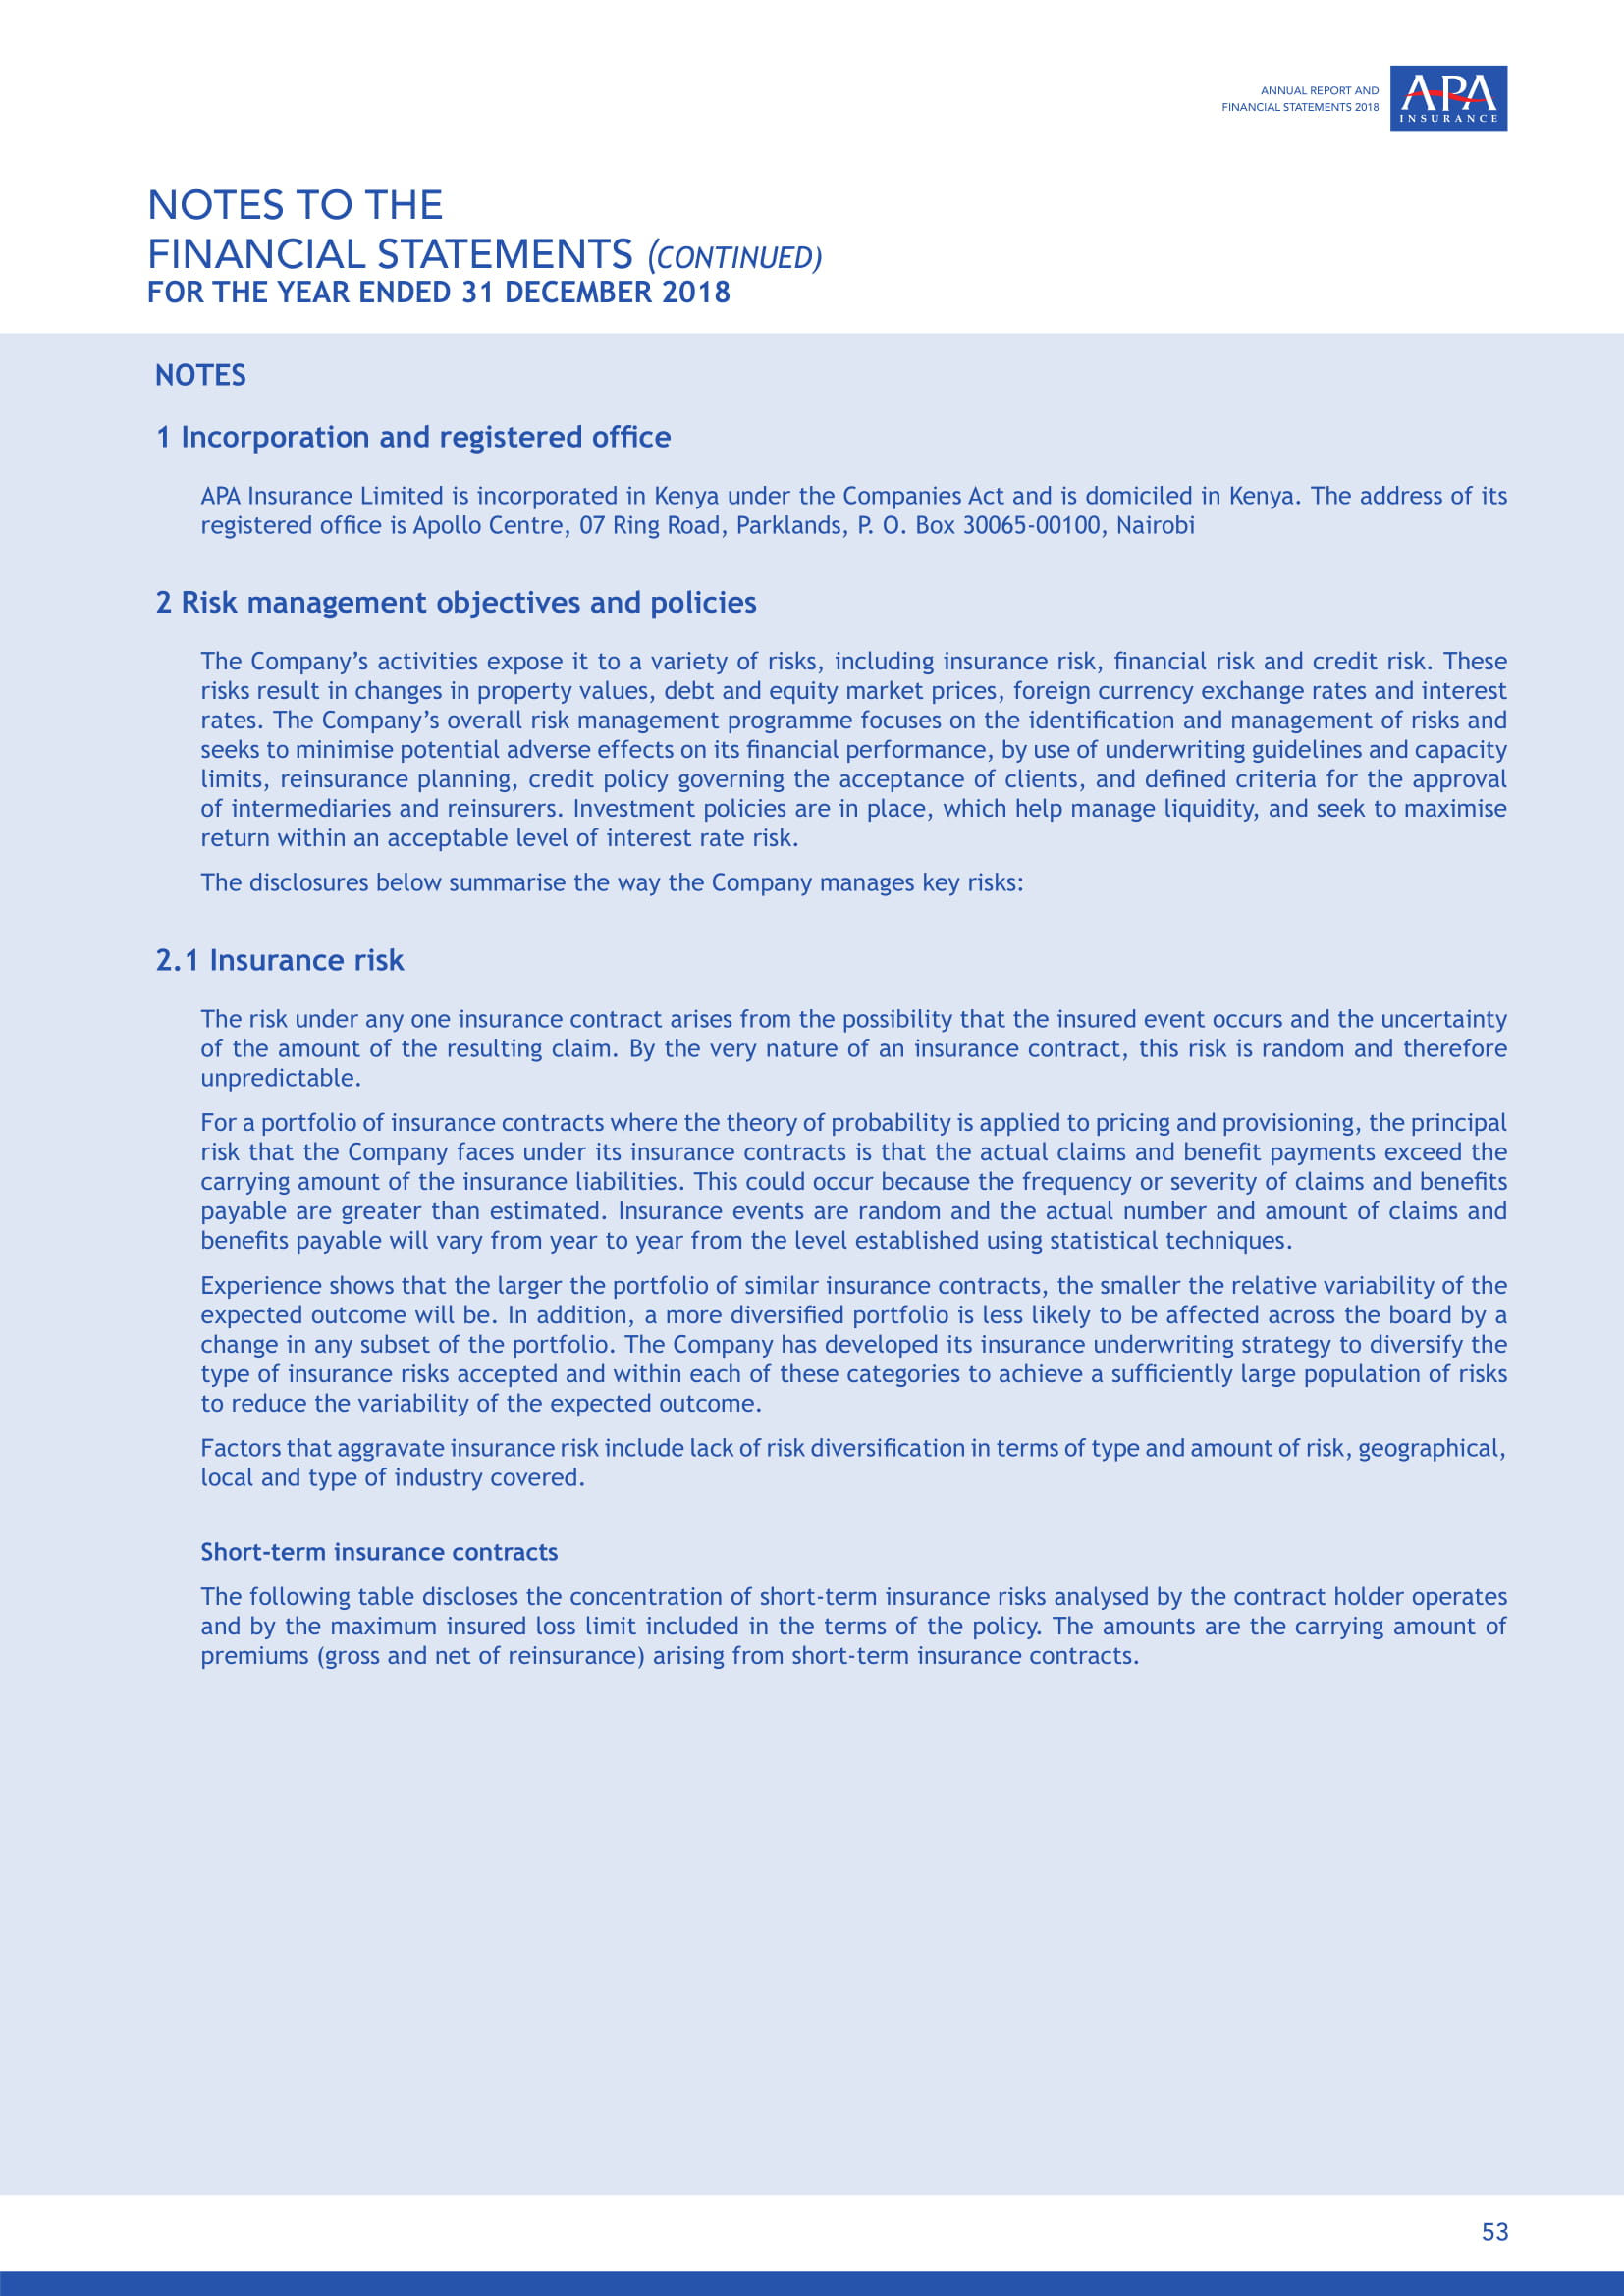 ANNUAL REPORT AND
FINANCIAL STATEMENTS 2018
APA
INSURANCE
NOTES TO THE
FINANCIAL STATEMENTS (CONTINUED)
FOR THE YEAR ENDED 31 DECEMBER 2018
NOTES
1 Incorporation and registered office
APA Insurance Limited is incorporated in Kenya under the Companies Act and is domiciled in Kenya. The address of its
registered office is Apollo Centre, 07 Ring Road, Parklands, P. O. Box 30065-00100, Nairobi
2 Risk management objectives and policies
The Company’s activities expose it to a variety of risks, including insurance risk, financial risk and credit risk. These
risks result in changes in property values, debt and equity market prices, foreign currency exchange rates and interest
rates. The Company’s overall risk management programme focuses on the identification and management of risks and
seeks to minimise potential adverse effects on its financial performance, by use of underwriting guidelines and capacity
limits, reinsurance planning, credit policy governing the acceptance of clients, and defined criteria for the approval
of intermediaries and reinsurers. Investment policies are in place, which help manage liquidity, and seek to maximise
return within an acceptable level of interest rate risk.
The disclosures below summarise the way the Company manages key risks:
2.1 Insurance risk
The risk under any one insurance contract arises from the possibility that the insured event occurs and the uncertainty
of the amount of the resulting claim. By the very nature of an insurance contract, this risk is random and therefore
unpredictable.
For a portfolio of insurance contracts where the theory of probability is applied to pricing and provisioning, the principal
risk that the Company faces under its insurance contracts is that the actual claims and benefit payments exceed the
carrying amount of the insurance liabilities. This could occur because the frequency or severity of claims and benefits
payable are greater than estimated. Insurance events are random and the actual number and amount of claims and
benefits payable will vary from year to year from the level established using statistical techniques.
Experience shows that the larger the portfolio of similar insurance contracts, the smaller the relative variability of the
expected outcome will be. In addition, a more diversified portfolio is less likely to be affected across the board by a
change in any subset of the portfolio. The Company has developed its insurance underwriting strategy to diversify the
type of insurance risks accepted and within each of these categories to achieve a sufficiently large population of risks
to reduce the variability of the expected outcome.
Factors that aggravate insurance risk include lack of risk diversification in terms of type and amount of risk, geographical,
local and type of industry covered.
Short-term insurance contracts
The following table discloses the concentration of short-term insurance risks analysed by the contract holder operates
and by the maximum insured loss limit included in the terms of the policy. The amounts are the carrying amount of
premiums (gross and net of reinsurance) arising from short-term insurance contracts.
53